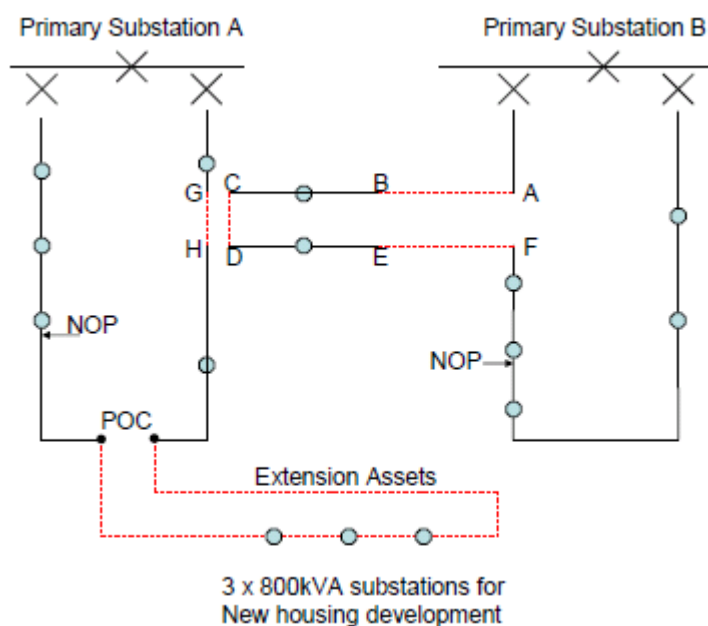 Primary Substation A
Primary Substation B
G
C
B
A
H
D
E
F
NOP
NOP
POC
Extension Assets
3 x 800kVA substations for
New housing development